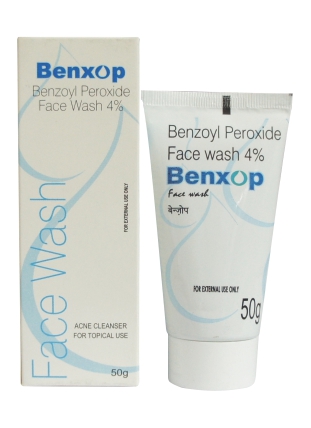 Benxop
Benzoyl Peroxide
Face Wash 4%
FOR EXTERNAL USE ONLY
Face Wash
ACNE CLEANSER
FOR TOPICAL USE
50g
Benzoyl Peroxide
Face wash 4%
Benxop
Face wash
बेन्ज़ोप
FOR EXTERNAL USE ONLY
50g